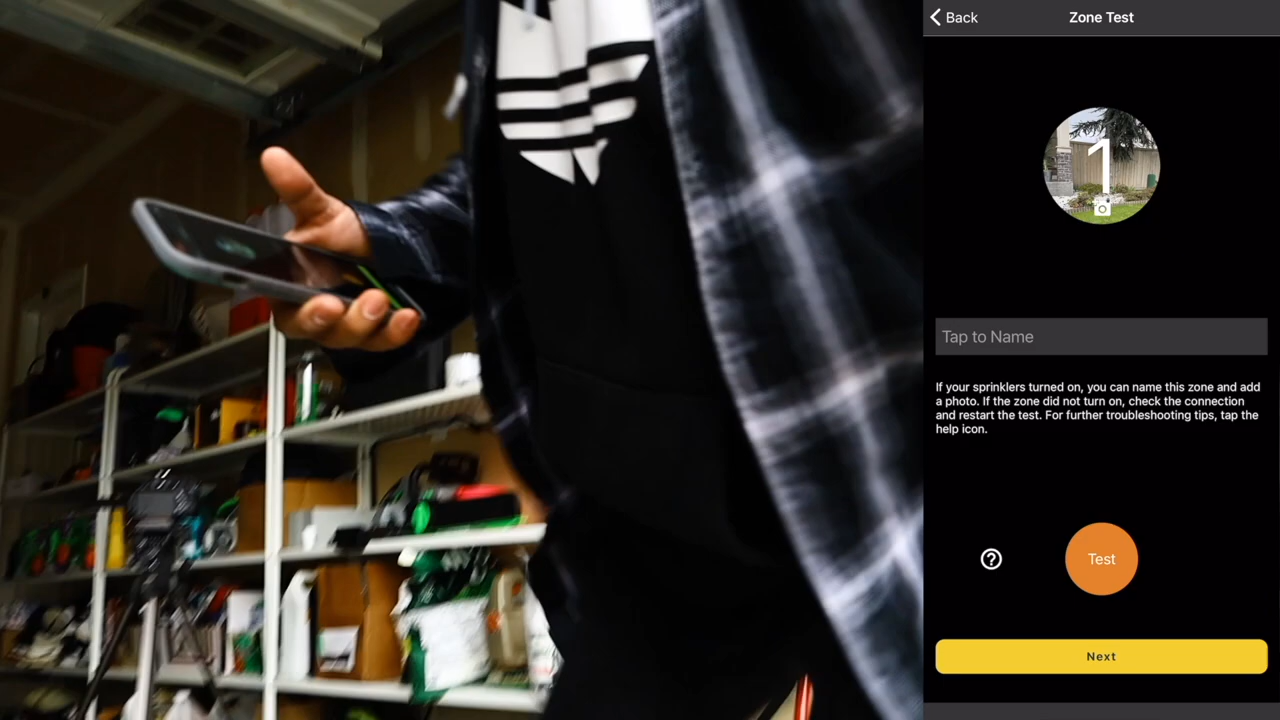 Back
Zone Test
1
Tap to Name
If your sprinklers turned on, you can name this zone and add
a photo. If the zone did not turn on, check the connection
and restart the test. For further troubleshooting tips, tap the
help icon.
?
Test
Next